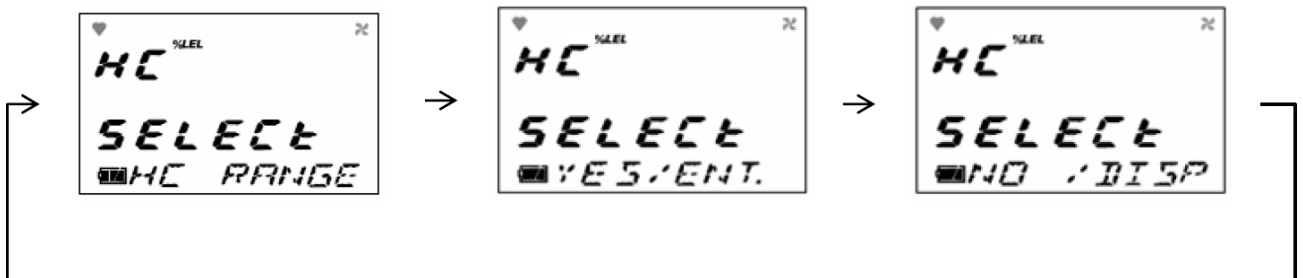 HC %LEL
SELECt
HC RANGE
HC %LEL
SELECt
YES/ENT.
HC %LEL
SELECt
NO /DISP